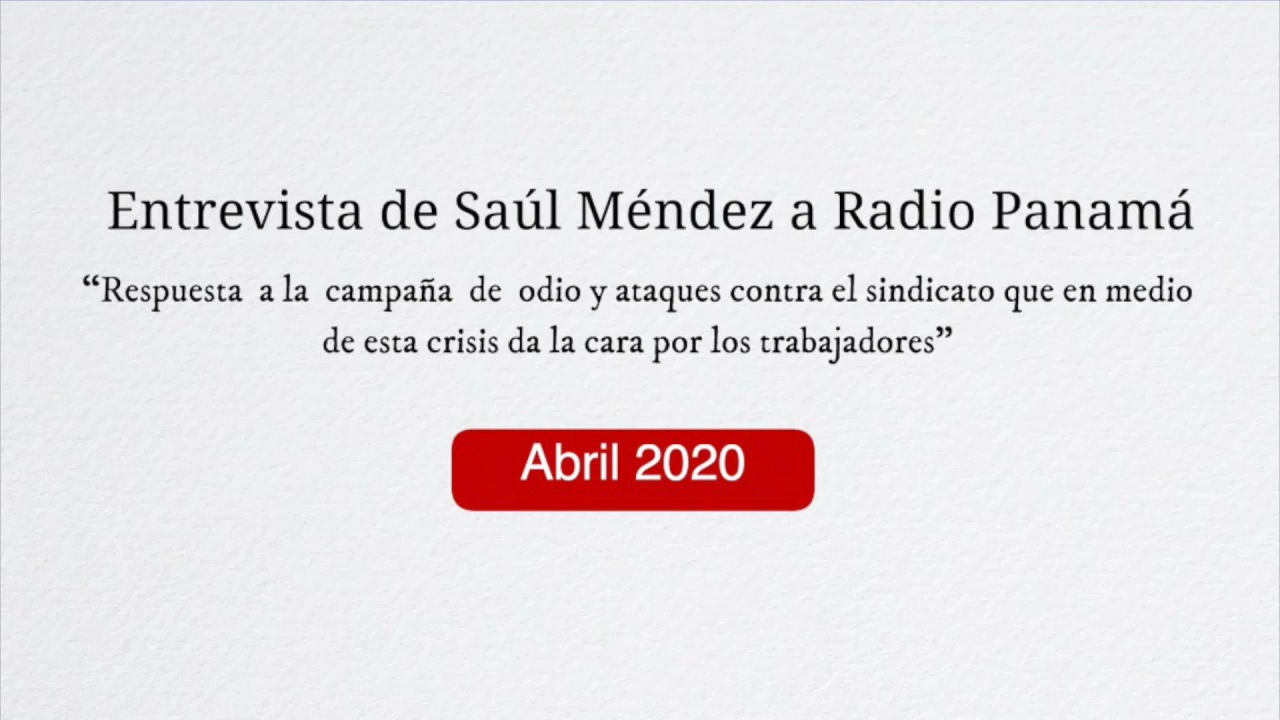 Entrevista de Saúl Méndez a Radio Panamá
“Respuesta a la campaña de odio y ataques contra el sindicato que en medio
de esta crisis da la cara por los trabajadores”
Abril 2020